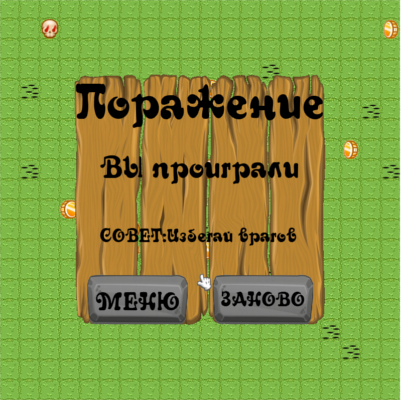 Поражение
Вы проиграли
СОВЕТ:Избегай врагов
МЕНЮ
ЗАНОВО